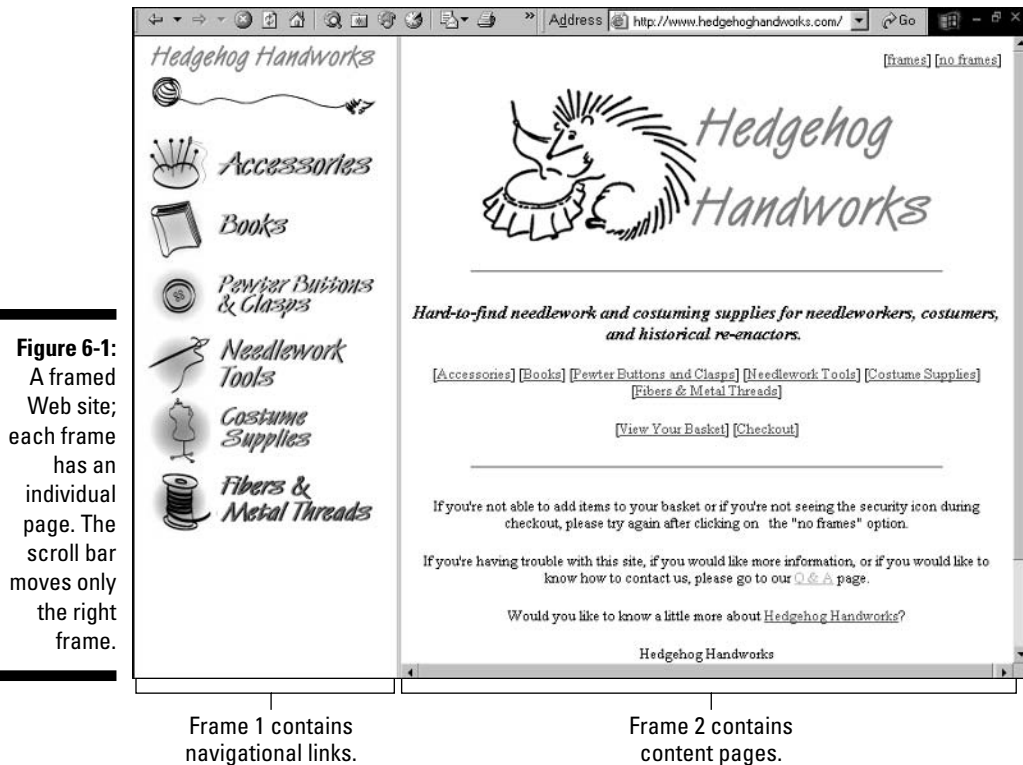 » Address http://www.hedgehoghandworks.com/ Go
Hedgehog Handworks
Accessories
Books
Pewter Buttons
& Clasps
Needlework
Tools
Costume
Supplies
Fibers &
Metal Threads
[frames] [no frames]
Hedgehog
Handworks
Hard-to-find needlework and costuming supplies for needleworkers, costumers,
and historical re-enactors.
[Accessories] [Books] [Pewter Buttons and Clasps] [Needlework Tools] [Costume Supplies]
[Fibers & Metal Threads]
[View Your Basket] [Checkout]
If you're not able to add items to your basket or if you're not seeing the security icon during
checkout, please try again after clicking on the "no frames" option.
If you're having trouble with this site, if you would like more information, or if you would like to
know how to contact us, please go to our Q & A page.
Would you like to know a little more about Hedgehog Handworks?
Hedgehog Handworks
Figure 6-1:
A framed
Web site;
each frame
has an
individual
page. The
scroll bar
moves only
the right
frame.
Frame 1 contains
navigational links.
Frame 2 contains
content pages.